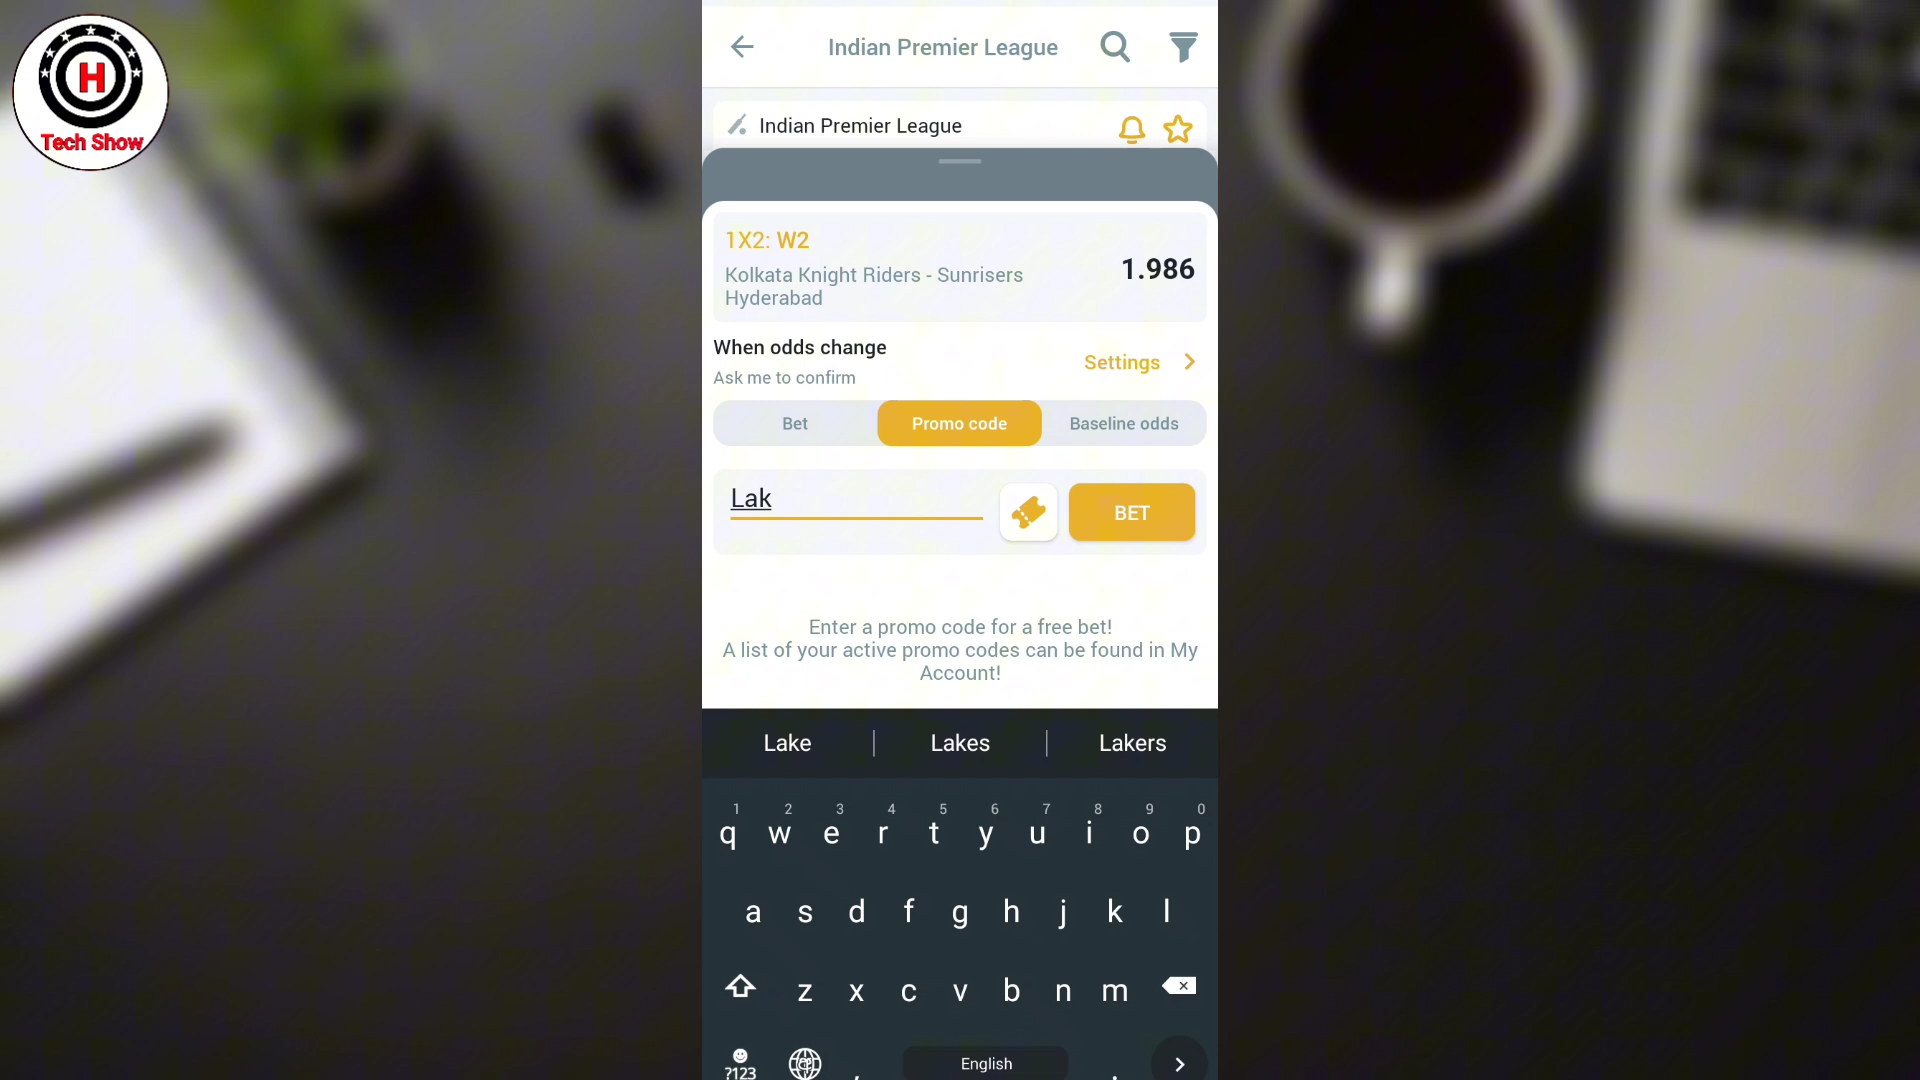 H
Tech Show
Indian Premier League
Indian Premier League
1X2: W2
Kolkata Knight Riders - Sunrisers
Hyderabad
1.986
When odds change
Ask me to confirm
Settings
Bet
Promo code
Baseline odds
Lak
BET
Enter a promo code for a free bet!
A list of your active promo codes can be found in My
Account!
Lake
Lakes
Lakers
1 2 3 4 5 6 7 8 9 0
q w e r t y u i o p
a s d f g h j k l
z x c v b n m
?123
,
English
.